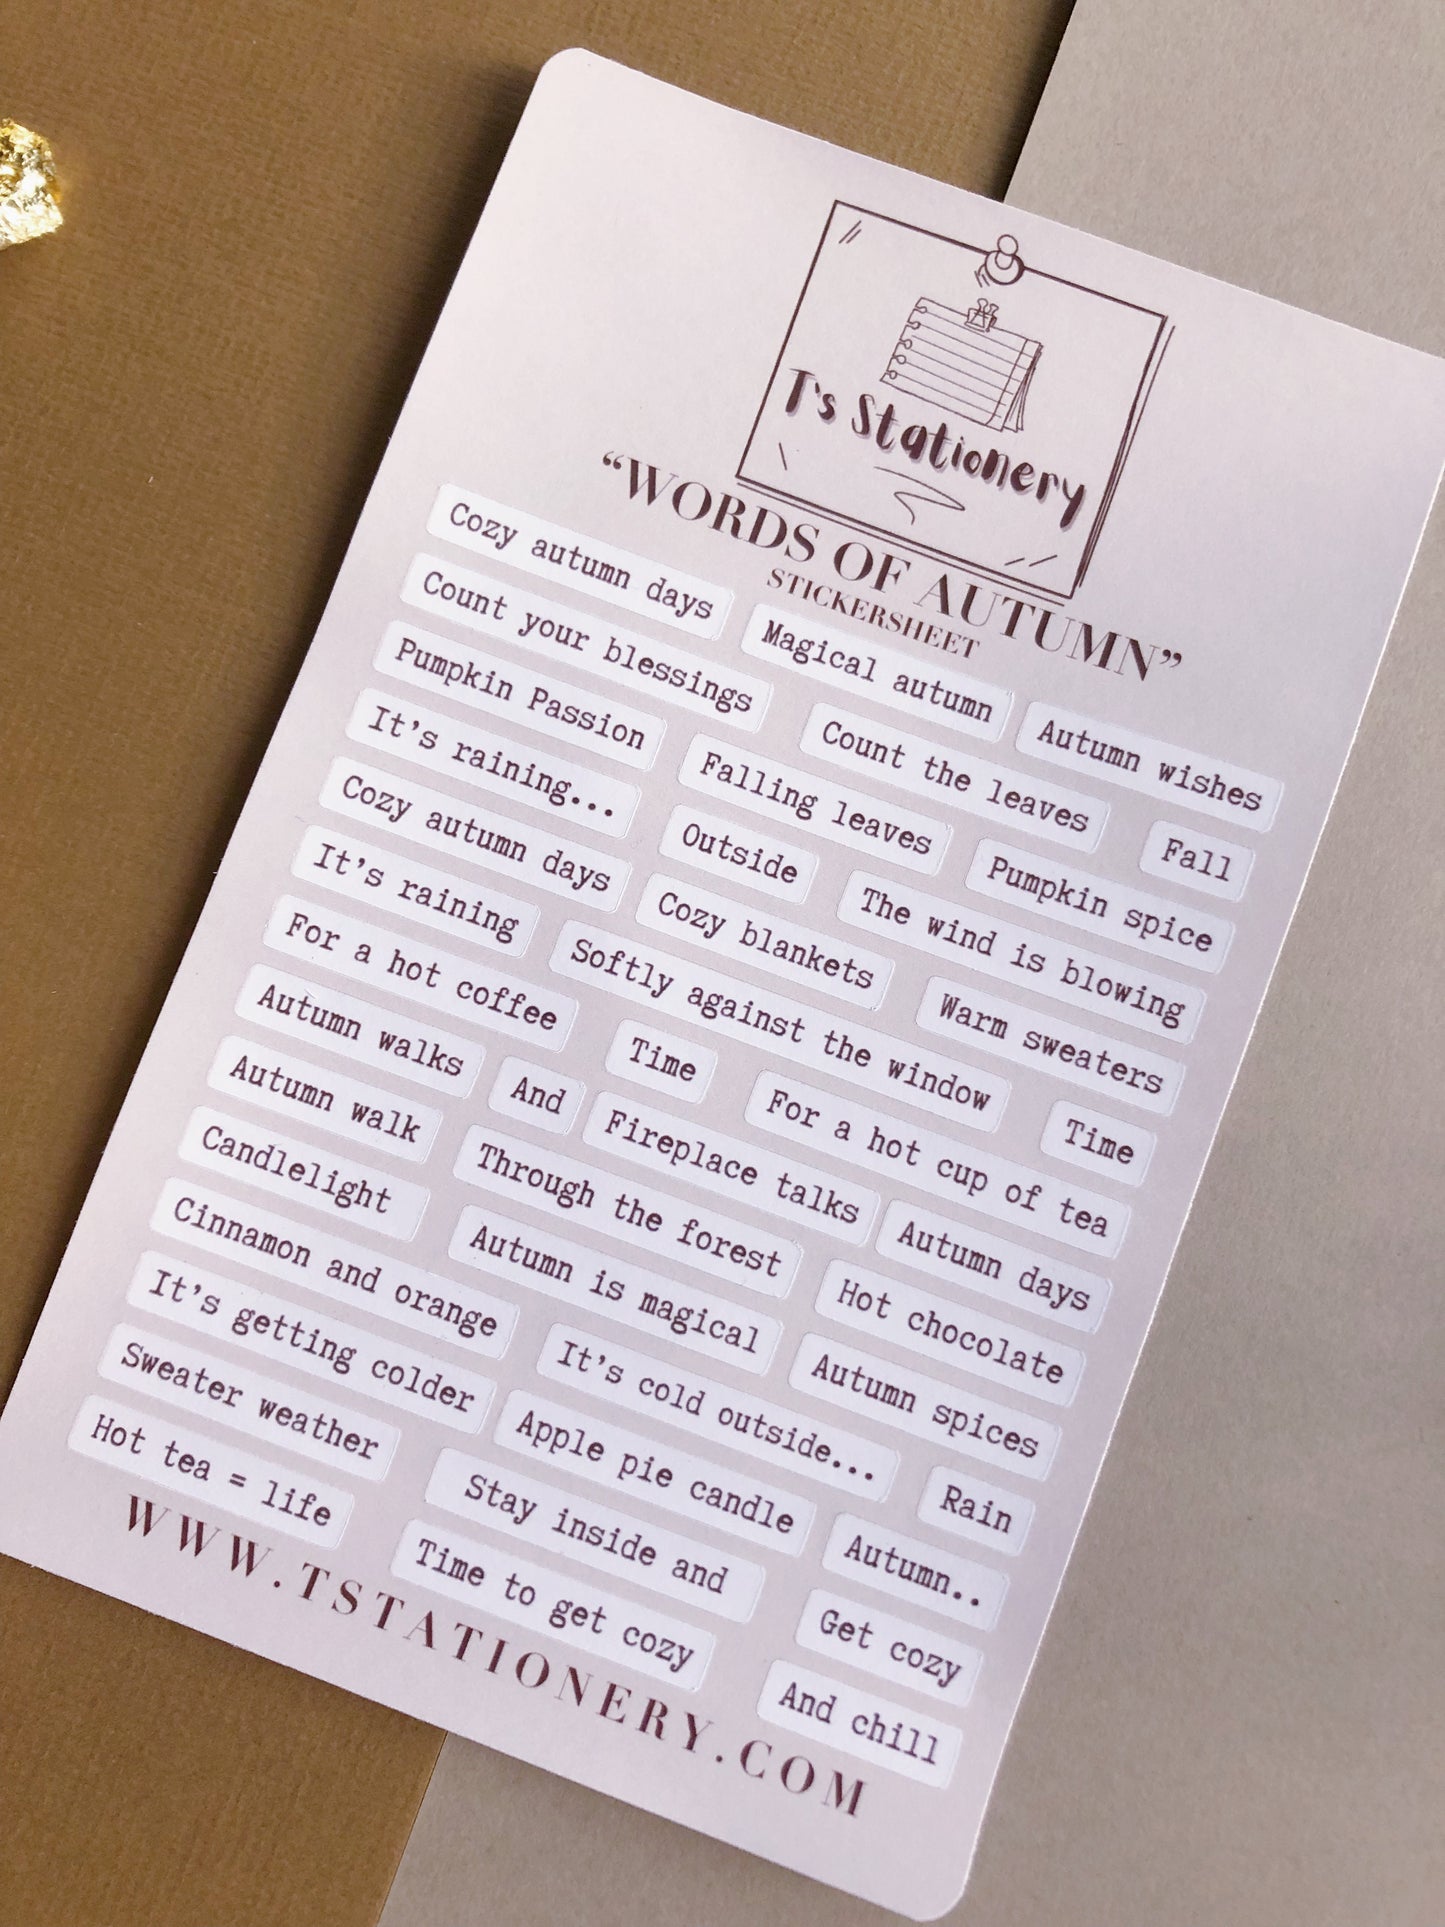 T's Stationery
“WORDS OF AUTUMN”
STICKERSHEET
Cozy autumn days
Magical autumn
Autumn wishes
Count your blessings
Count the leaves
Fall
Pumpkin Passion
Falling leaves
Pumpkin spice
It's raining...
Outside
The wind is blowing
Cozy autumn days
Cozy blankets
Warm sweaters
It's raining
Softly against the window
Time
For a hot coffee
Time
For a hot cup of tea
Autumn walks
And
Fireplace talks
Autumn days
Autumn walk
Through the forest
Hot chocolate
Candlelight
Autumn is magical
Autumn spices
Cinnamon and orange
It's cold outside...
Rain
It's getting colder
Apple pie candle
Autumn..
Sweater weather
Stay inside and
Get cozy
Hot tea = life
Time to get cozy
And chill
WWW.TSTATIONERY.COM